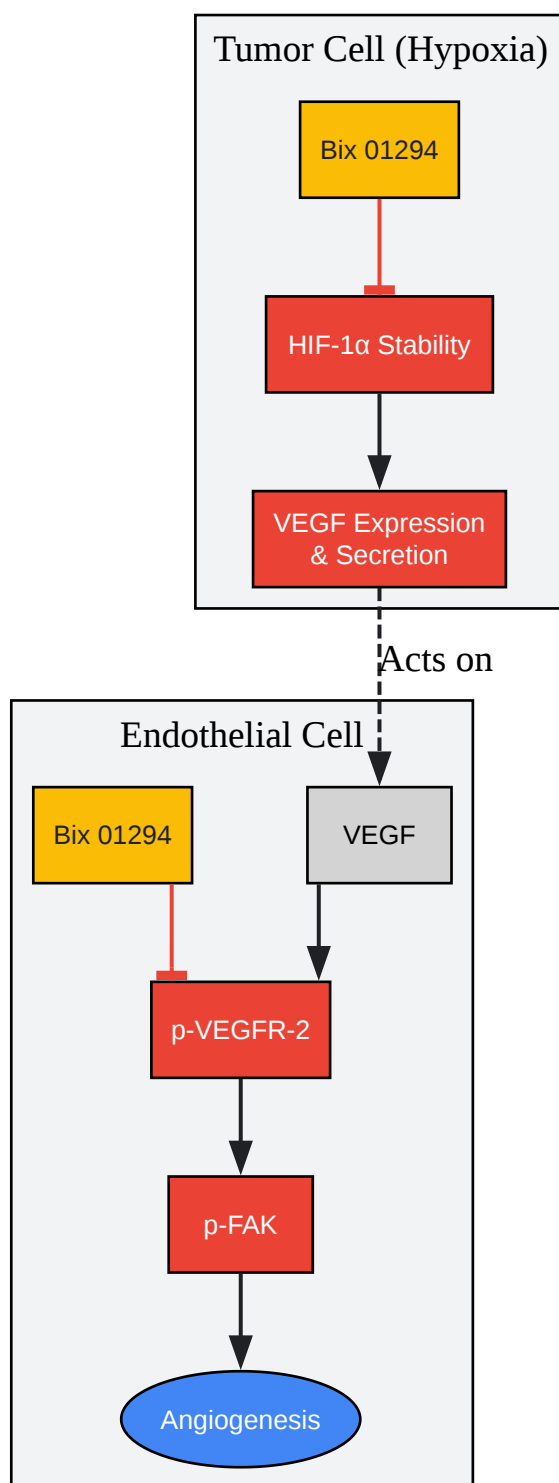 Tumor Cell (Hypoxia)
Bix 01294
HIF-1α Stability
VEGF Expression
& Secretion
Acts on
Endothelial Cell
Bix 01294
VEGF
p-VEGFR-2
p-FAK
Angiogenesis